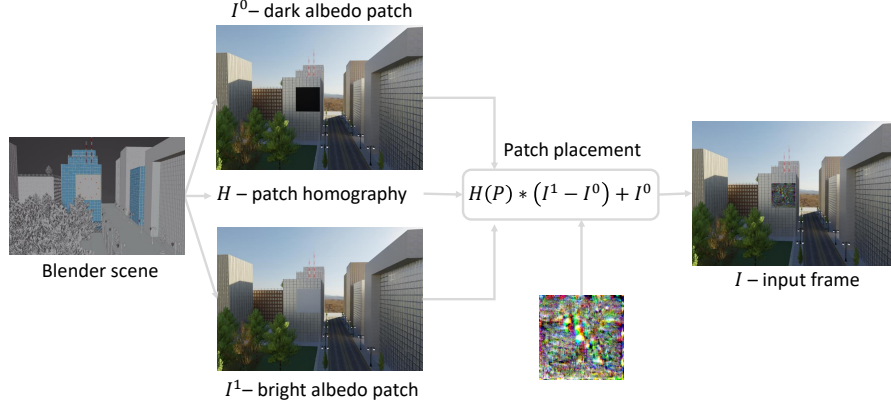 I⁰– dark albedo patch
Blender scene
H – patch homography
Patch placement
H(P) * (I¹ − I⁰) + I⁰
I – input frame
I¹– bright albedo patch